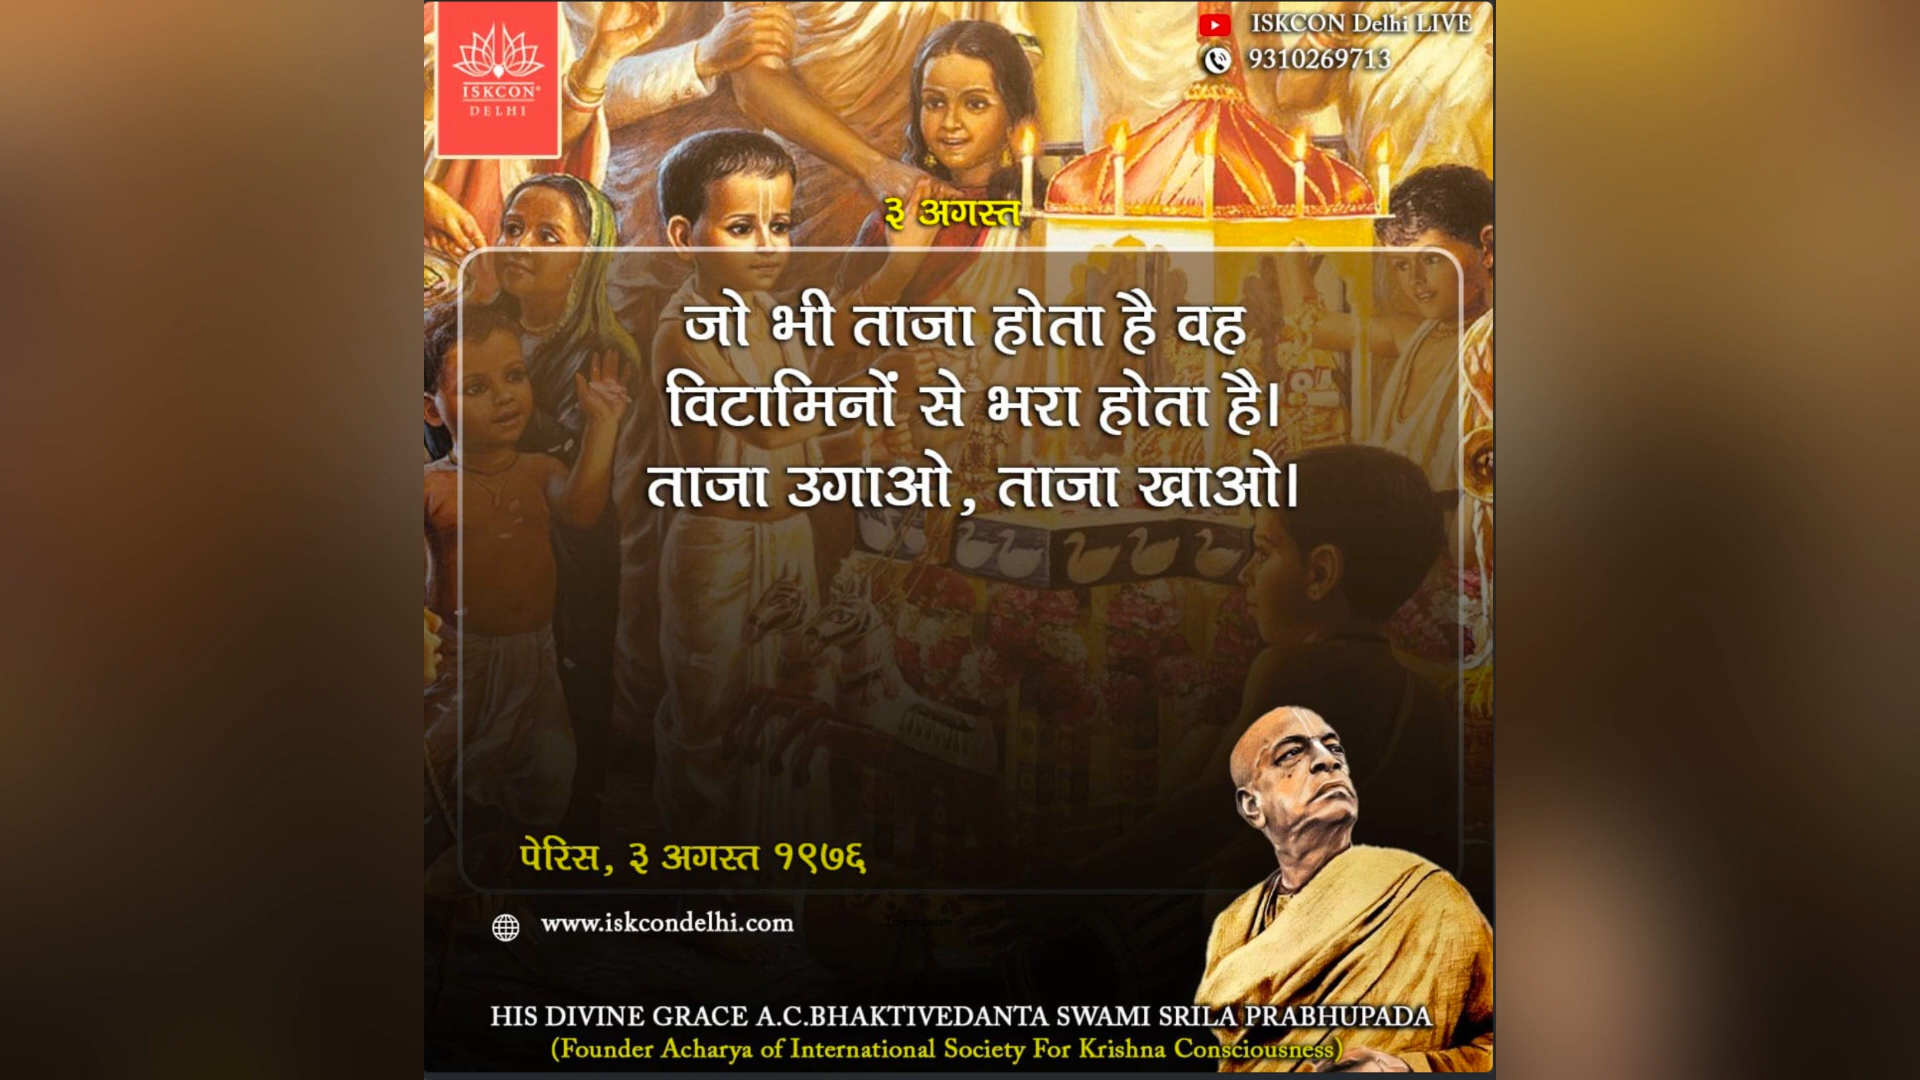 ISKCON
DELHI
ISKCON Delhi LIVE
9310269713
३ अगस्त
जो भी ताजा होता है वह
विटामिनों से भरा होता है।
ताजा उगाओ, ताजा खाओ।
पेरिस, ३ अगस्त १९७६
www.iskcondelhi.com
HIS DIVINE GRACE A.C.BHAKTIVEDANTA SWAMI SRILA PRABHUPADA
(Founder Acharya of International Society For Krishna Consciousness)